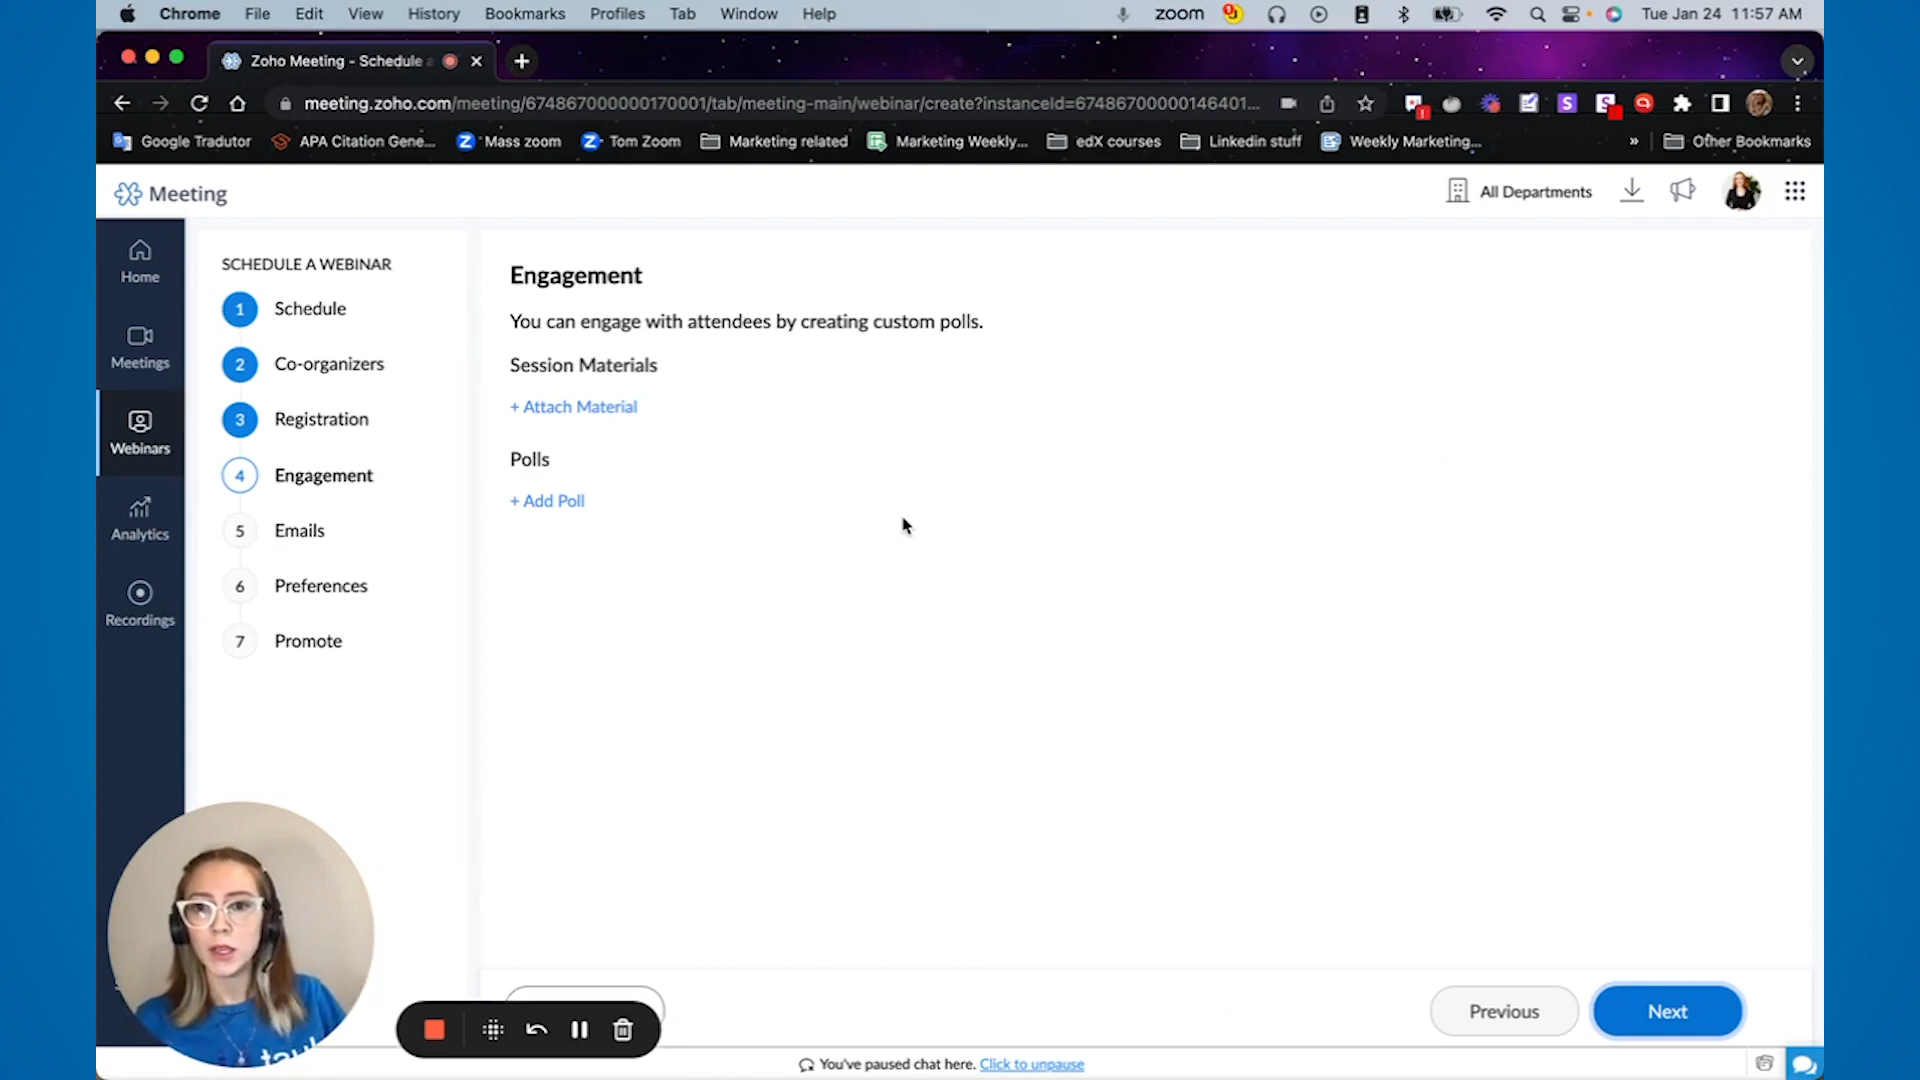 Chrome File Edit View History Bookmarks Profiles Tab Window Help zoom Tue Jan 24 11:57 AM
Zoho Meeting - Schedule
meeting.zoho.com/meeting/674867000000170001/tab/meeting-main/webinar/create?instanceId=67486700000146401...
Google Tradutor APA Citation Gene... Mass zoom Tom Zoom Marketing related Marketing Weekly... edX courses Linkedin stuff Weekly Marketing... » Other Bookmarks
Meeting All Departments
Home
Meetings
Webinars
Analytics
Recordings
SCHEDULE A WEBINAR
1 Schedule
2 Co-organizers
3 Registration
4 Engagement
5 Emails
6 Preferences
7 Promote
Engagement
You can engage with attendees by creating custom polls.
Session Materials
+ Attach Material
Polls
+ Add Poll
Previous Next
You've paused chat here. Click to unpause